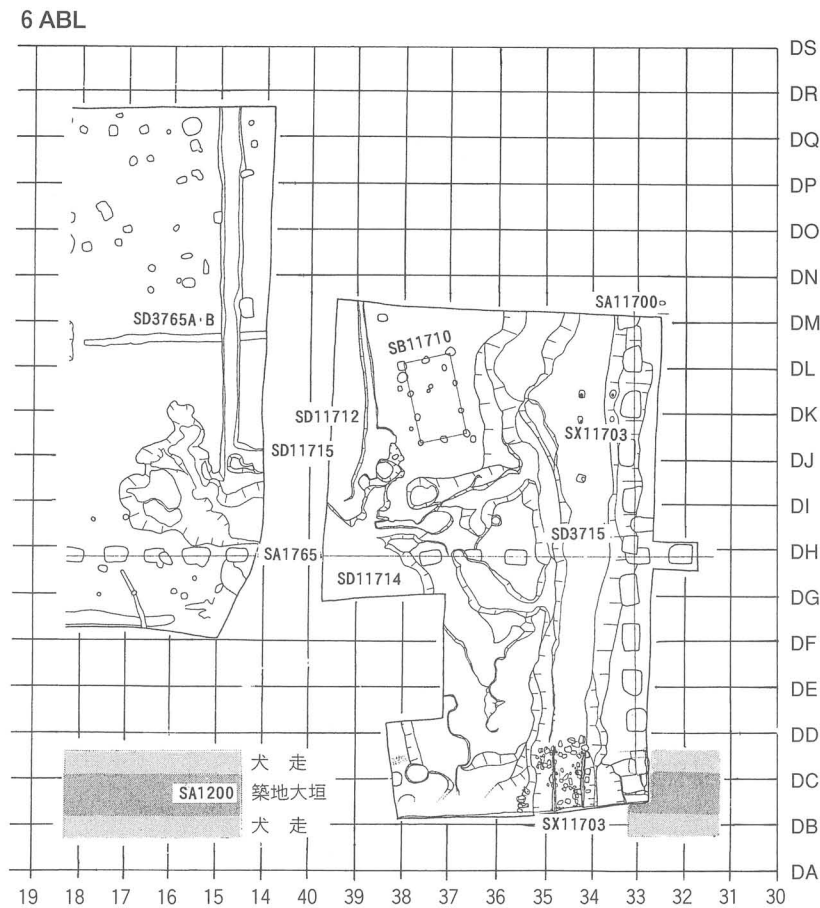 6 ABL
DS
DR
DQ
DP
DO
DN
SA11700
SD3765A·B
DM
SB11710
DL
SD11712
DK
SX11703
SD11715
DJ
DI
SD3715
SA1765
DH
SD11714
DG
DF
DE
DD
犬 走
SA1200 築地大垣
DC
犬 走
SX11703
DB
DA
19 18 17 16 15 14 40 39 38 37 36 35 34 33 32 31 30